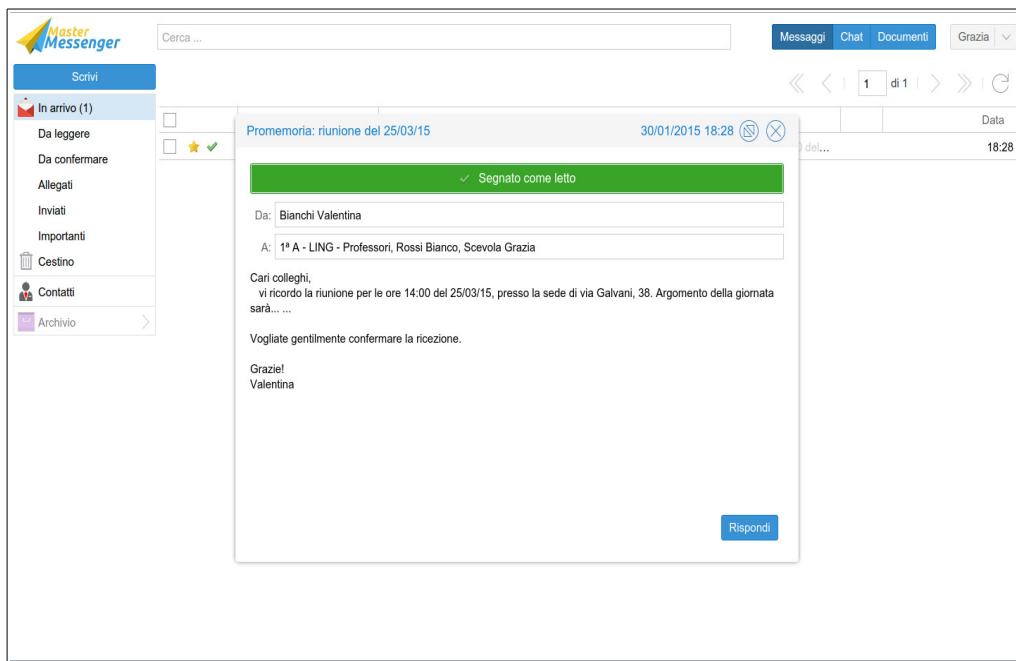 Master
Messenger
Cerca ...
Messaggi Chat Documenti
Grazia
Scrivi
1 di 1
In arrivo (1)
Da leggere
Da confermare
Allegati
Inviati
Importanti
Cestino
Contatti
Archivio
Data
del... 18:28
Promemoria: riunione del 25/03/15 30/01/2015 18:28
Segnato come letto
Da: Bianchi Valentina
A: 1ª A - LING - Professori, Rossi Bianco, Scevola Grazia
Cari colleghi,
vi ricordo la riunione per le ore 14:00 del 25/03/15, presso la sede di via Galvani, 38. Argomento della giornata
sarà... ...
Vogliate gentilmente confermare la ricezione.
Grazie!
Valentina
Rispondi